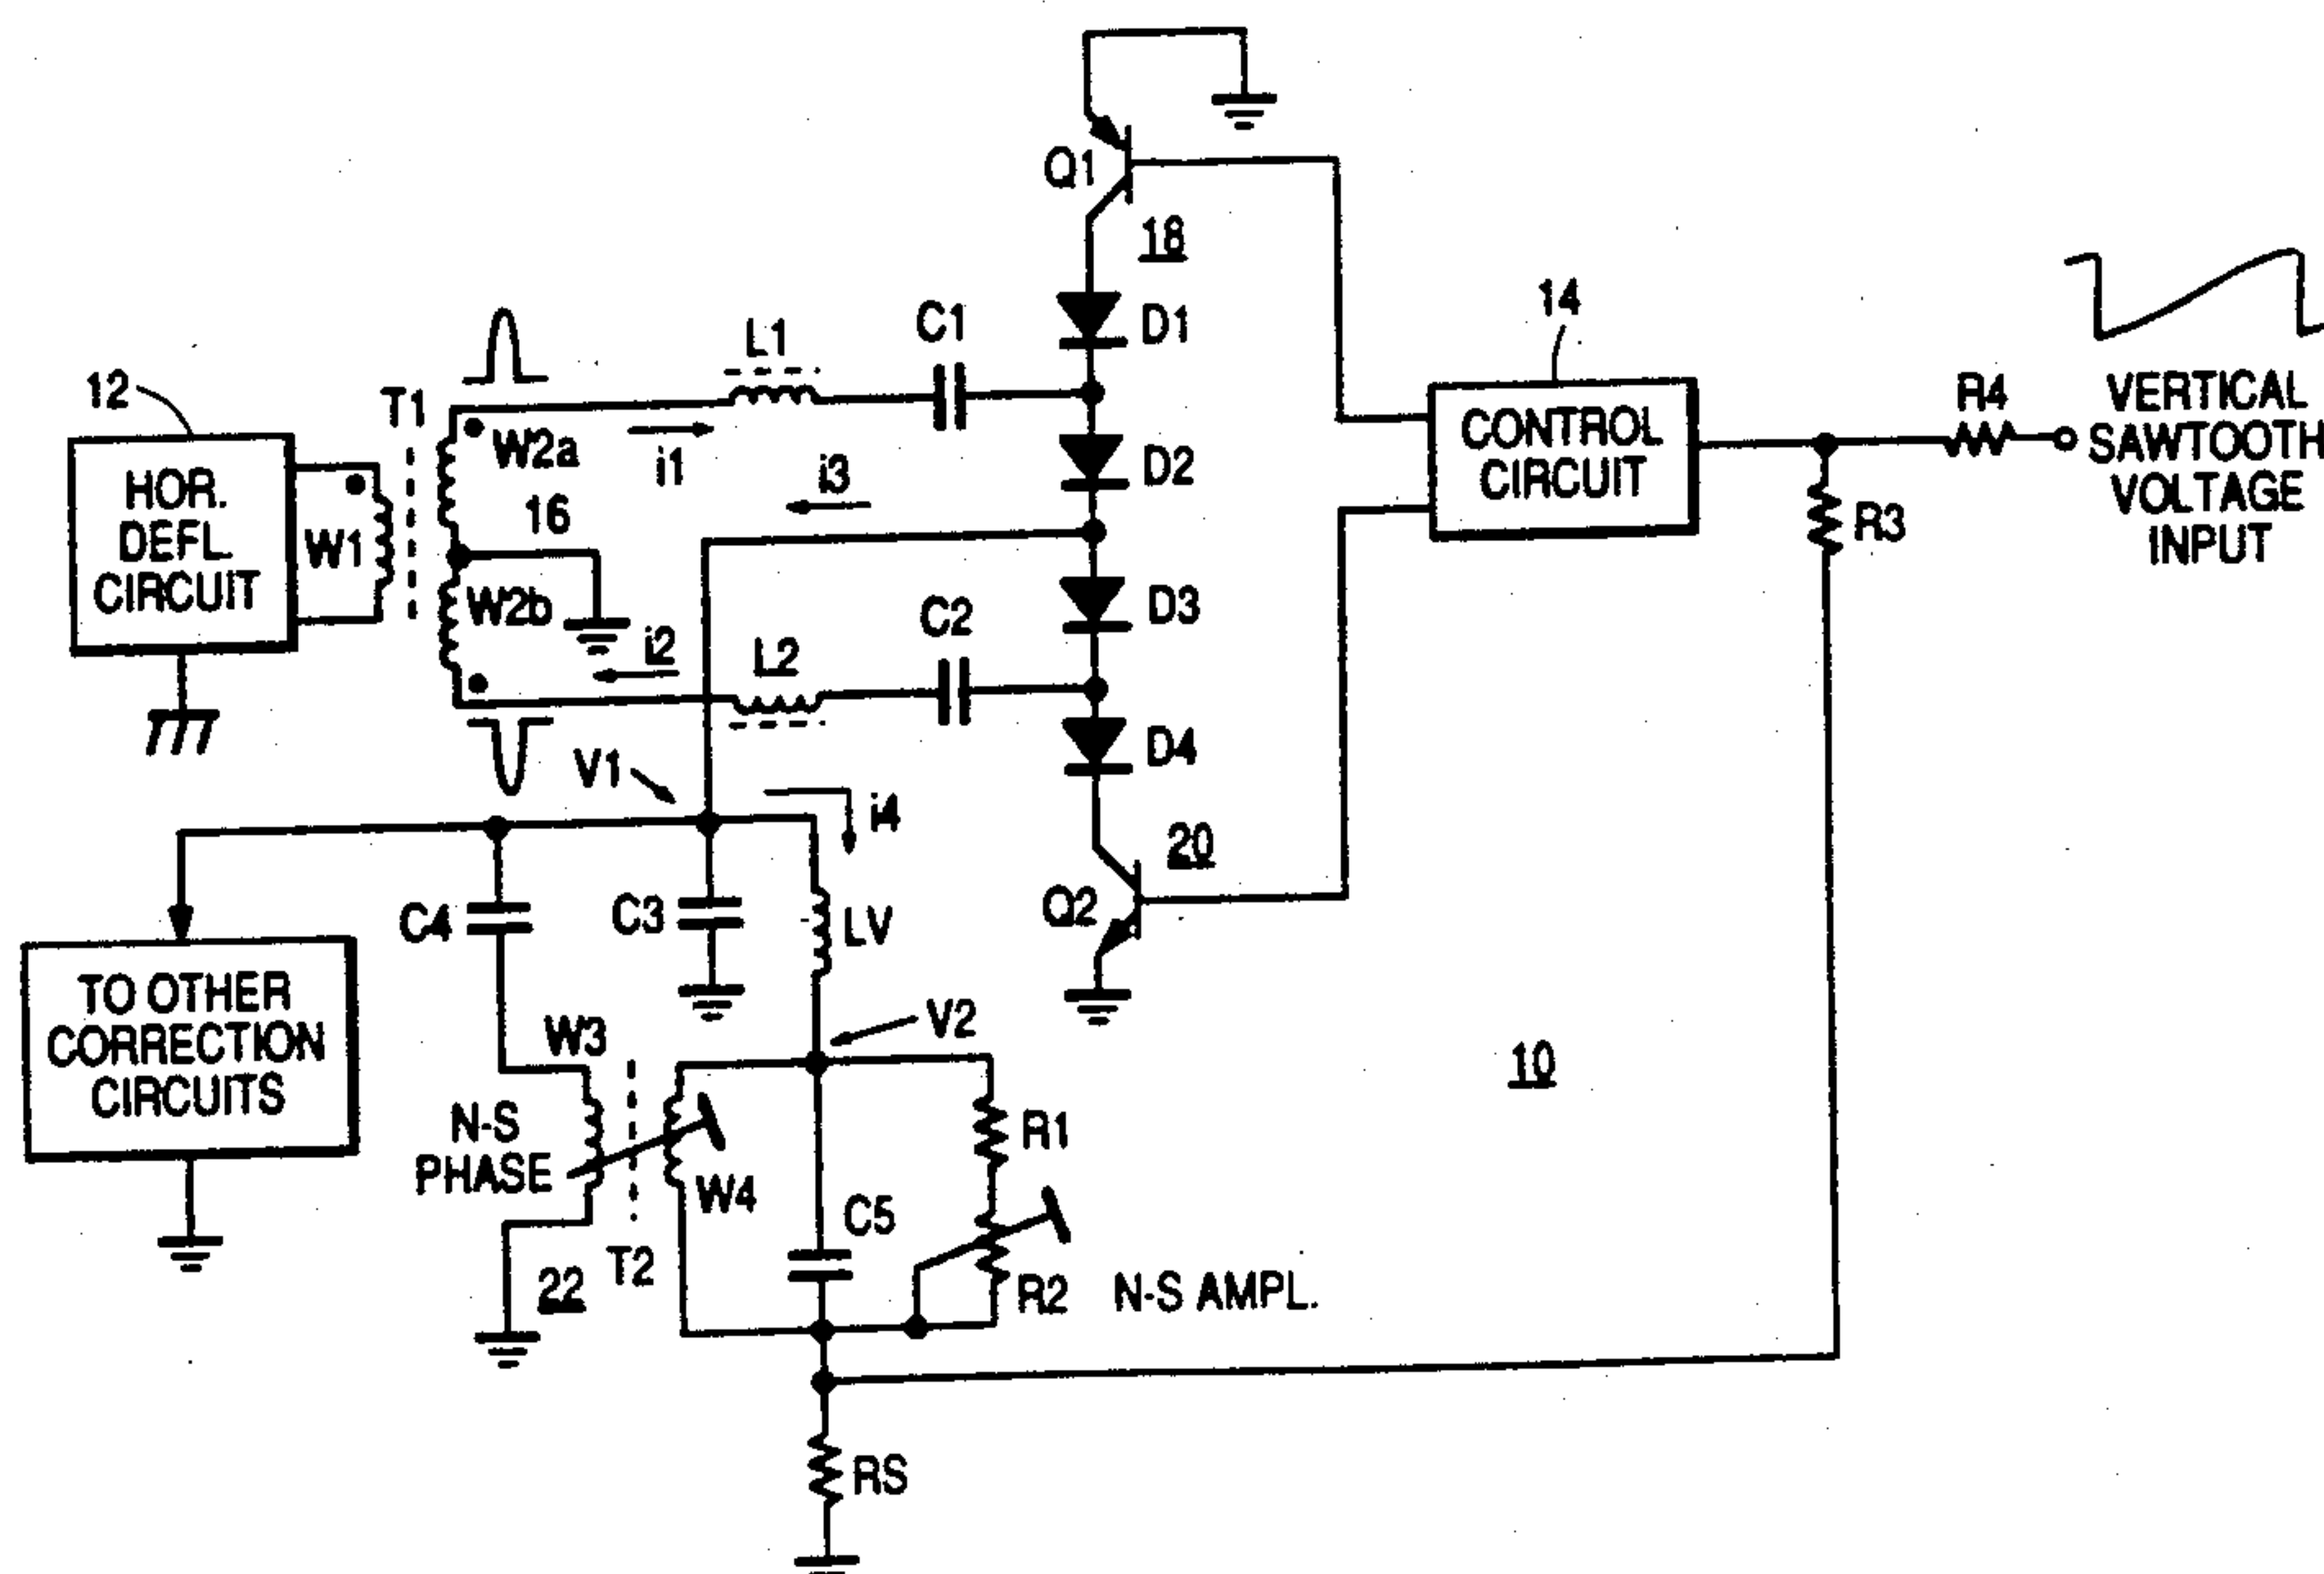 Q1
18
14
C1
D1
L1
12
T1
R4
VERTICAL
SAWTOOTH
VOLTAGE
INPUT
CONTROL
CIRCUIT
W2a
i1
D2
HOR.
DEFL.
CIRCUIT
i3
16
W1
R3
W2b
C2
D3
i2
L2
V1
D4
i4
20
C4
C3
LV
Q2
TO OTHER
CORRECTION
CIRCUITS
W3
V2
10
N-S
PHASE
R1
W4
C5
22
T2
R2
N-S AMPL.
RS